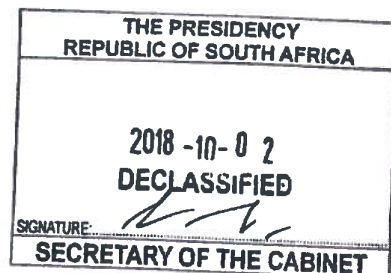 THE PRESIDENCY
REPUBLIC OF SOUTH AFRICA
2018 -10- 0 2
DECLASSIFIED
SIGNATURE:
SECRETARY OF THE CABINET